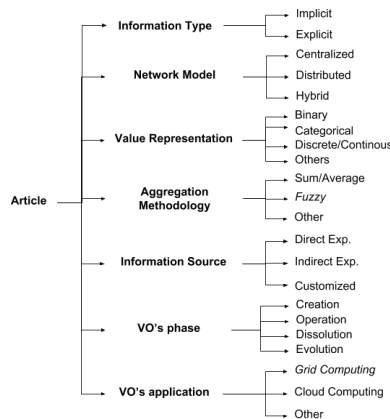 Article
Information Type
Implicit
Explicit
Network Model
Centralized
Distributed
Hybrid
Value Representation
Binary
Categorical
Discrete/Continous
Others
Aggregation
Methodology
Sum/Average
Fuzzy
Other
Information Source
Direct Exp.
Indirect Exp.
Customized
VO's phase
Creation
Operation
Dissolution
Evolution
VO's application
Grid Computing
Cloud Computing
Other